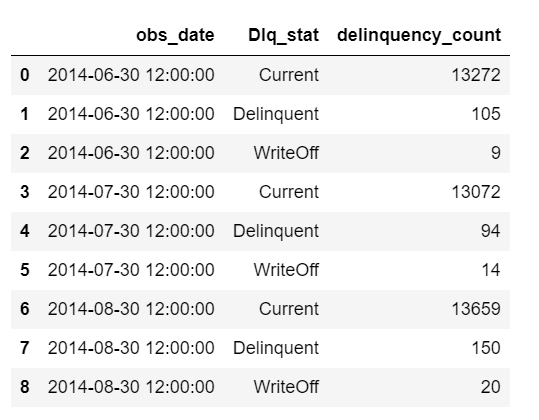 obs_date Dlq_stat delinquency_count
0 2014-06-30 12:00:00 Current 13272
1 2014-06-30 12:00:00 Delinquent 105
2 2014-06-30 12:00:00 WriteOff 9
3 2014-07-30 12:00:00 Current 13072
4 2014-07-30 12:00:00 Delinquent 94
5 2014-07-30 12:00:00 WriteOff 14
6 2014-08-30 12:00:00 Current 13659
7 2014-08-30 12:00:00 Delinquent 150
8 2014-08-30 12:00:00 WriteOff 20